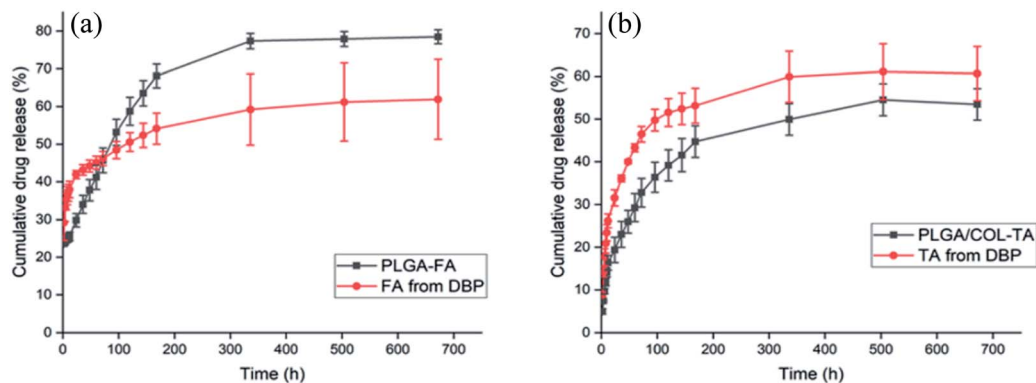 (a)
Cumulative drug release (%)
80
70
60
50
40
30
20
10
0
PLGA-FA
FA from DBP
0 100 200 300 400 500 600 700
Time (h)
(b)
Cumulative drug release (%)
70
60
50
40
30
20
10
0
PLGA/COL-TA
TA from DBP
0 100 200 300 400 500 600 700
Time (h)